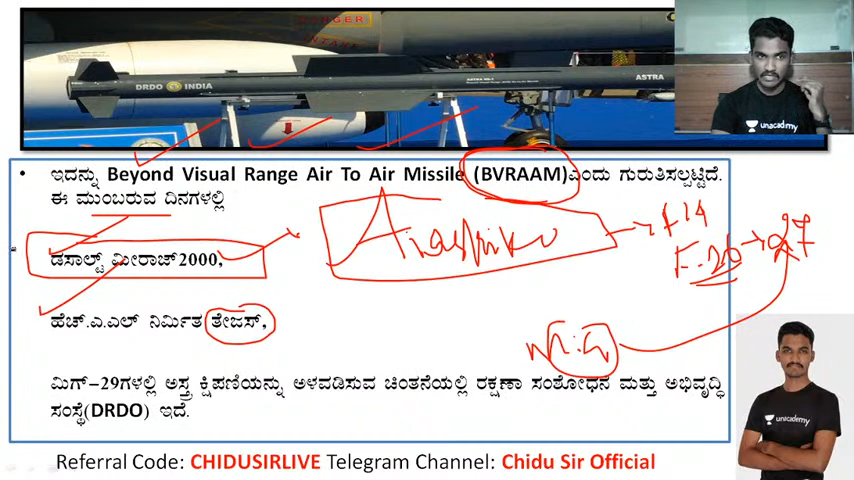 DANGER
INTAKE
DRDO INDIA
ASTRA
unacademy
• ಇದನ್ನು Beyond Visual Range Air To Air Missile (BVRAAM)ಎಂದು ಗುರುತಿಸಲ್ಪಟ್ಟಿದೆ.
ಈ ಮುಂಬರುವ ದಿನಗಳಲ್ಲಿ
ಡಸಾಲ್ಟ್ ಮೀರಾಜ್2000,
ಹೆಚ್.ಎ.ಎಲ್ ನಿರ್ಮಿತ ತೇಜಸ್,
ಮಿಗ್-29ಗಳಲ್ಲಿ ಅಸ್ತ್ರ ಕ್ಷಿಪಣಿಯನ್ನು ಅಳವಡಿಸುವ ಚಿಂತನೆಯಲ್ಲಿ ರಕ್ಷಣಾ ಸಂಶೋಧನೆ ಮತ್ತು ಅಭಿವೃದ್ಧಿ
ಸಂಸ್ಥೆ(DRDO) ಇದೆ.
unacademy
Referral Code: CHIDUSIRLIVE Telegram Channel: Chidu Sir Official